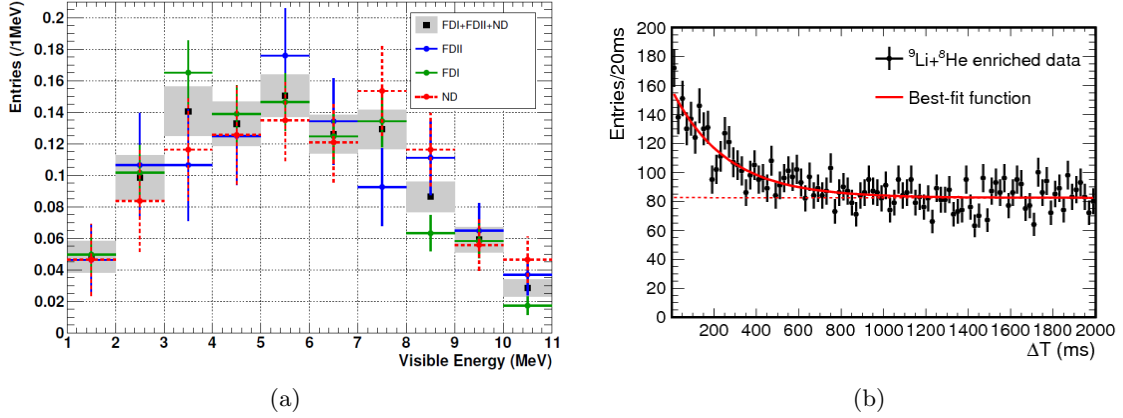 Entries (/1MeV)
0.2
0.18
0.16
0.14
0.12
0.1
0.08
0.06
0.04
0.02
0
FDI+FDII+ND
FDII
FDI
ND
1 2 3 4 5 6 7 8 9 10 11
Visible Energy (MeV)
(a)
Entries/20ms
200
180
160
140
120
100
80
60
40
20
0
⁹Li+⁸He enriched data
Best-fit function
200 400 600 800 1000 1200 1400 1600 1800 2000
ΔT (ms)
(b)